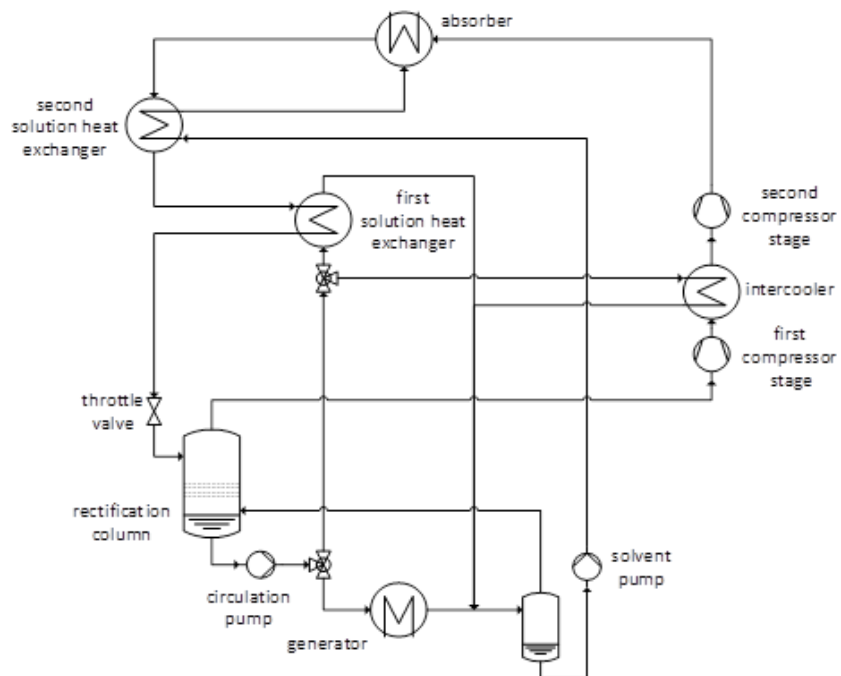 absorber
second
solution heat
exchanger
first
solution heat
exchanger
second
compressor
stage
intercooler
first
compressor
stage
throttle
valve
rectification
column
circulation
pump
generator
solvent
pump